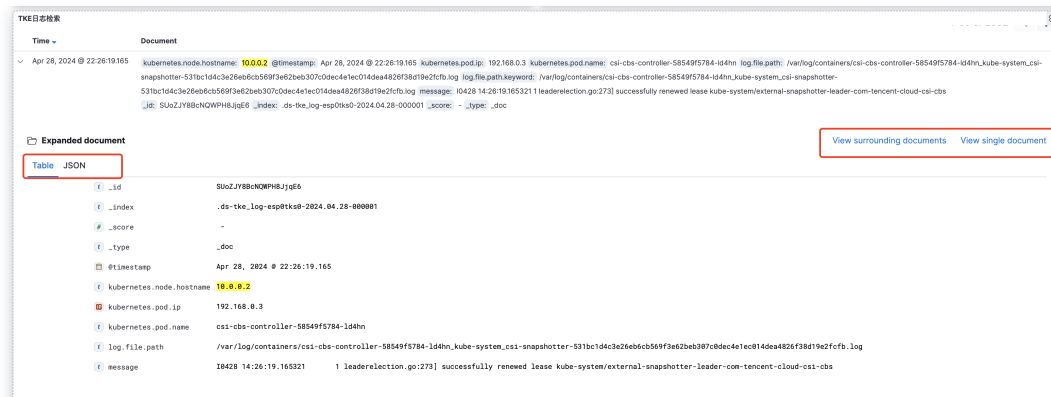 TKE日志检索
Time
Document
Apr 28, 2024 @ 22:26:19.165
kubernetes.node.hostname: 10.0.0.2 @timestamp: Apr 28, 2024 @ 22:26:19.165 kubernetes.pod.ip: 192.168.0.3 kubernetes.pod.name: csi-cbs-controller-58549f5784-ld4hn log.file.path: /var/log/containers/csi-cbs-controller-58549f5784-ld4hn_kube-system_csi-
snapshotter-531bc1d4c3e26eb6cb569f3e62beb307c0dec4e1ec014dea4826f38d19e2fcfb.log log.file.path.keyword: /var/log/containers/csi-cbs-controller-58549f5784-ld4hn_kube-system_csi-snapshotter-
531bc1d4c3e26eb6cb569f3e62beb307c0dec4e1ec014dea4826f38d19e2fcfb.log message: I0428 14:26:19.165321 1 leaderelection.go:273] successfully renewed lease kube-system/external-snapshotter-leader-com-tencent-cloud-csi-cbs
_id: SUoZJY8BcNQWPH8JjqE6 _index: .ds-tke_log-esp0tks0-2024.04.28-000001 _score: - _type: _doc
Expanded document
View surrounding documents View single document
Table JSON
t _id SUoZJY8BcNQWPH8JjqE6
t _index .ds-tke_log-esp0tks0-2024.04.28-000001
# _score -
t _type _doc
@timestamp Apr 28, 2024 @ 22:26:19.165
t kubernetes.node.hostname 10.0.0.2
IP kubernetes.pod.ip 192.168.0.3
t kubernetes.pod.name csi-cbs-controller-58549f5784-ld4hn
t log.file.path /var/log/containers/csi-cbs-controller-58549f5784-ld4hn_kube-system_csi-snapshotter-531bc1d4c3e26eb6cb569f3e62beb307c0dec4e1ec014dea4826f38d19e2fcfb.log
t message I0428 14:26:19.165321 1 leaderelection.go:273] successfully renewed lease kube-system/external-snapshotter-leader-com-tencent-cloud-csi-cbs